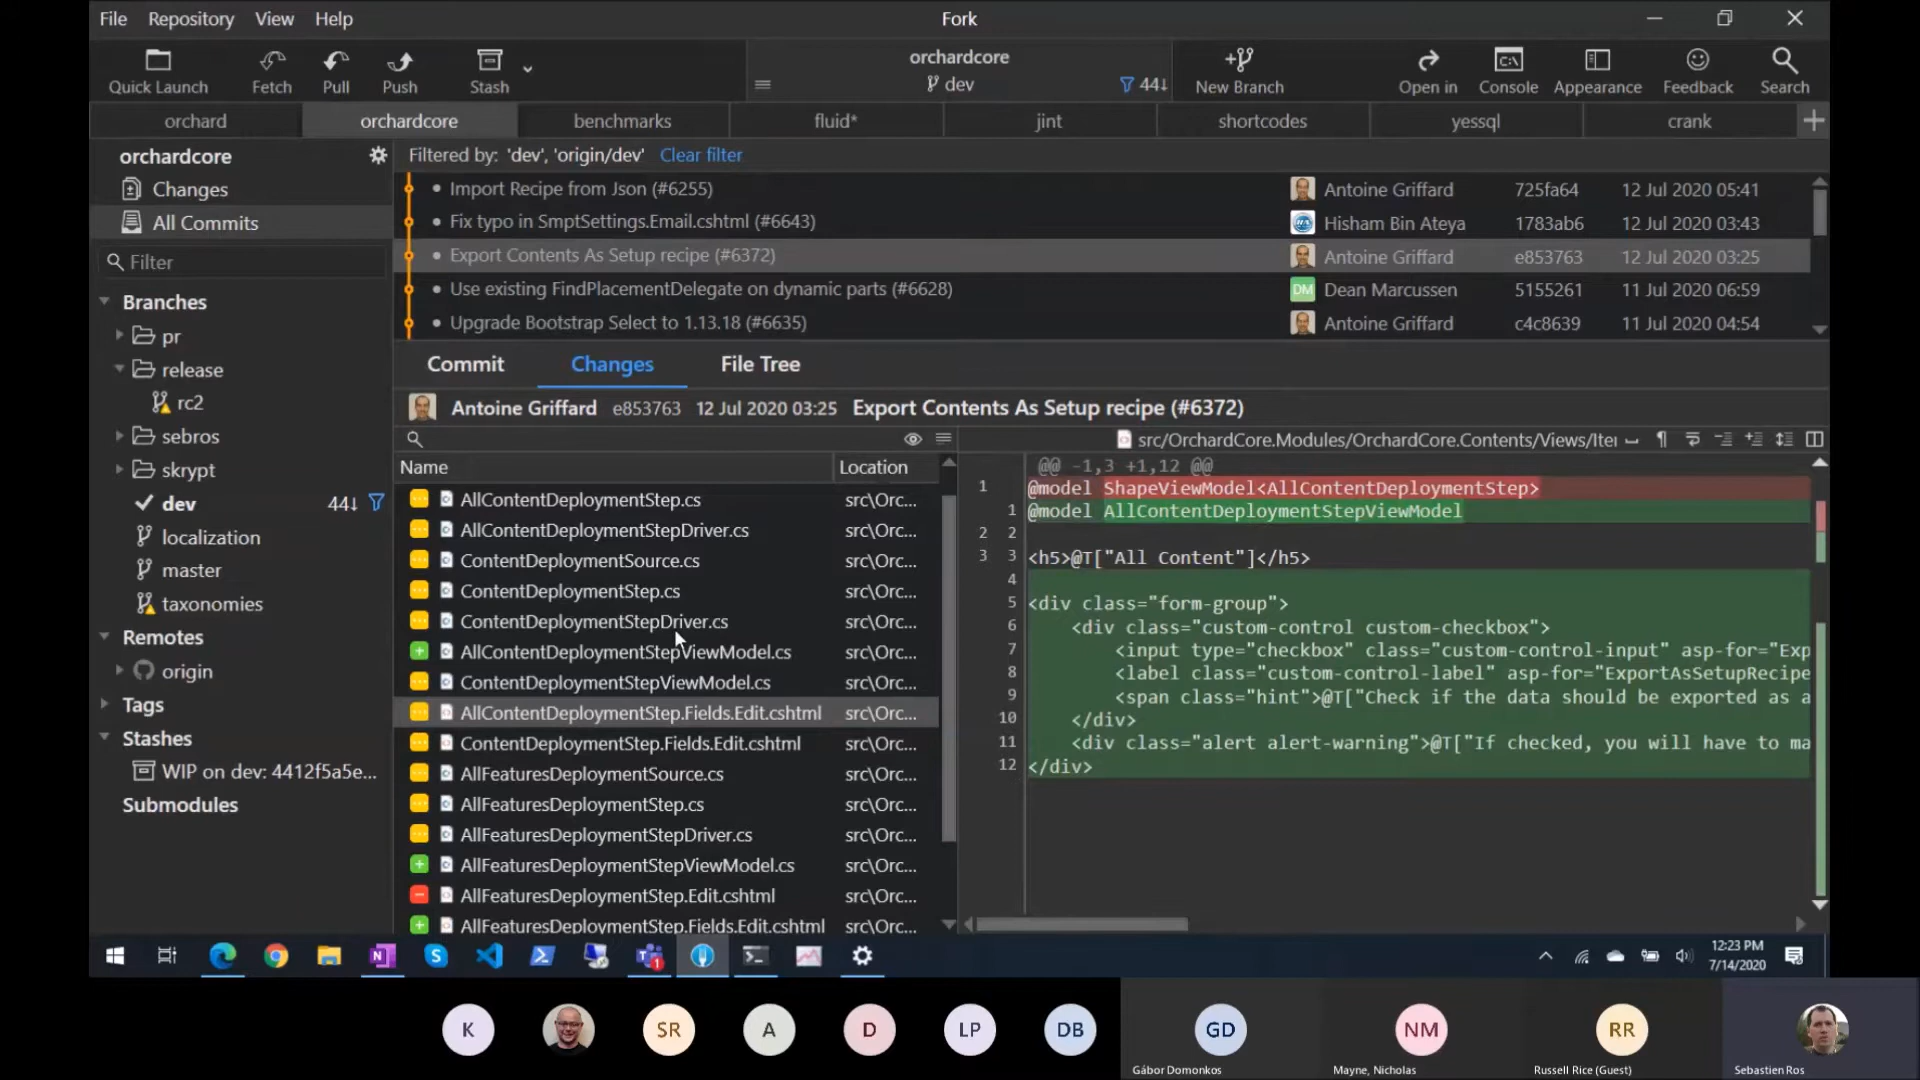 File Repository View Help
Fork
Quick Launch
Fetch
Pull
Push
Stash
orchardcore
dev
44↓
New Branch
Open in
Console
Appearance
Feedback
Search
orchard
orchardcore
benchmarks
fluid*
jint
shortcodes
yessql
crank
orchardcore
Changes
All Commits
Filter
Branches
pr
release
rc2
sebros
skrypt
dev 44↓
localization
master
taxonomies
Remotes
origin
Tags
Stashes
WIP on dev: 4412f5a5e...
Submodules
Filtered by: 'dev', 'origin/dev' Clear filter
Import Recipe from Json (#6255) Antoine Griffard 725fa64 12 Jul 2020 05:41
Fix typo in SmptSettings.Email.cshtml (#6643) Hisham Bin Ateya 1783ab6 12 Jul 2020 03:43
Export Contents As Setup recipe (#6372) Antoine Griffard e853763 12 Jul 2020 03:25
Use existing FindPlacementDelegate on dynamic parts (#6628) DM Dean Marcussen 5155261 11 Jul 2020 06:59
Upgrade Bootstrap Select to 1.13.18 (#6635) Antoine Griffard c4c8639 11 Jul 2020 04:54
Commit Changes File Tree
Antoine Griffard e853763 12 Jul 2020 03:25 Export Contents As Setup recipe (#6372)
Name Location
AllContentDeploymentStep.cs src\Orc...
AllContentDeploymentStepDriver.cs src\Orc...
ContentDeploymentSource.cs src\Orc...
ContentDeploymentStep.cs src\Orc...
ContentDeploymentStepDriver.cs src\Orc...
AllContentDeploymentStepViewModel.cs src\Orc...
ContentDeploymentStepViewModel.cs src\Orc...
AllContentDeploymentStep.Fields.Edit.cshtml src\Orc...
ContentDeploymentStep.Fields.Edit.cshtml src\Orc...
AllFeaturesDeploymentSource.cs src\Orc...
AllFeaturesDeploymentStep.cs src\Orc...
AllFeaturesDeploymentStepDriver.cs src\Orc...
AllFeaturesDeploymentStepViewModel.cs src\Orc...
AllFeaturesDeploymentStep.Edit.cshtml src\Orc...
AllFeaturesDeploymentStep.Fields.Edit.cshtml src\Orc...
src/OrchardCore.Modules/OrchardCore.Contents/Views/Iter
@@ -1,3 +1,12 @@
1 @model ShapeViewModel<AllContentDeploymentStep>
1 @model AllContentDeploymentStepViewModel
2 2
3 3 <h5>@T["All Content"]</h5>
4
5 <div class="form-group">
6 <div class="custom-control custom-checkbox">
7 <input type="checkbox" class="custom-control-input" asp-for="Exp
8 <label class="custom-control-label" asp-for="ExportAsSetupRecipe
9 <span class="hint">@T["Check if the data should be exported as a
10 </div>
11 <div class="alert alert-warning">@T["If checked, you will have to ma
12 </div>
12:23 PM
7/14/2020
K
SR
A
D
LP
DB
GD
NM
RR
Gábor Domonkos
Mayne, Nicholas
Russell Rice (Guest)
Sebastien Ros